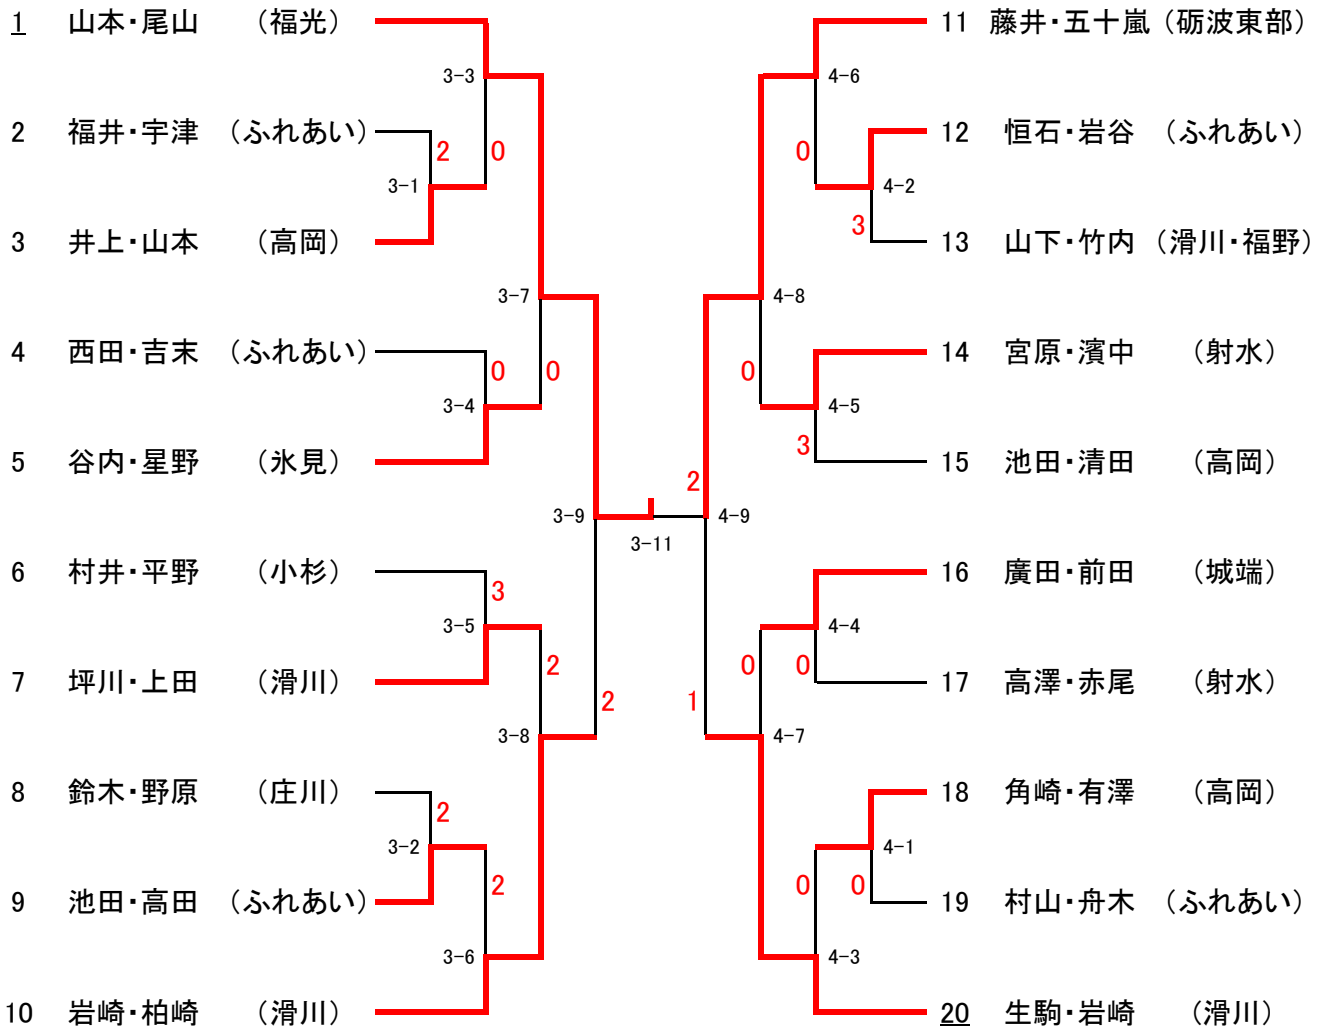 1 山本・尾山 （福光） 11 藤井・五十嵐（砺波東部）
3-3 4-6
2 福井・宇津 （ふれあい） 12 恒石・岩谷 （ふれあい）
2 0 0
3-1 4-2
3
3 井上・山本 （高岡） 13 山下・竹内 （滑川・福野）
3-7 4-8
4 西田・吉末 （ふれあい） 14 宮原・濱中 （射水）
0 0 0
3-4 4-5
3
5 谷内・星野 （氷見） 15 池田・清田 （高岡）
2
3-9 4-9
3-11
6 村井・平野 （小杉） 16 廣田・前田 （城端）
3
3-5 4-4
2 0 0
7 坪川・上田 （滑川） 17 高澤・赤尾 （射水）
2 1
3-8 4-7
8 鈴木・野原 （庄川） 18 角崎・有澤 （高岡）
2
3-2 4-1
2 0 0
9 池田・高田 （ふれあい） 19 村山・舟木 （ふれあい）
3-6 4-3
10 岩崎・柏崎 （滑川） 20 生駒・岩崎 （滑川）